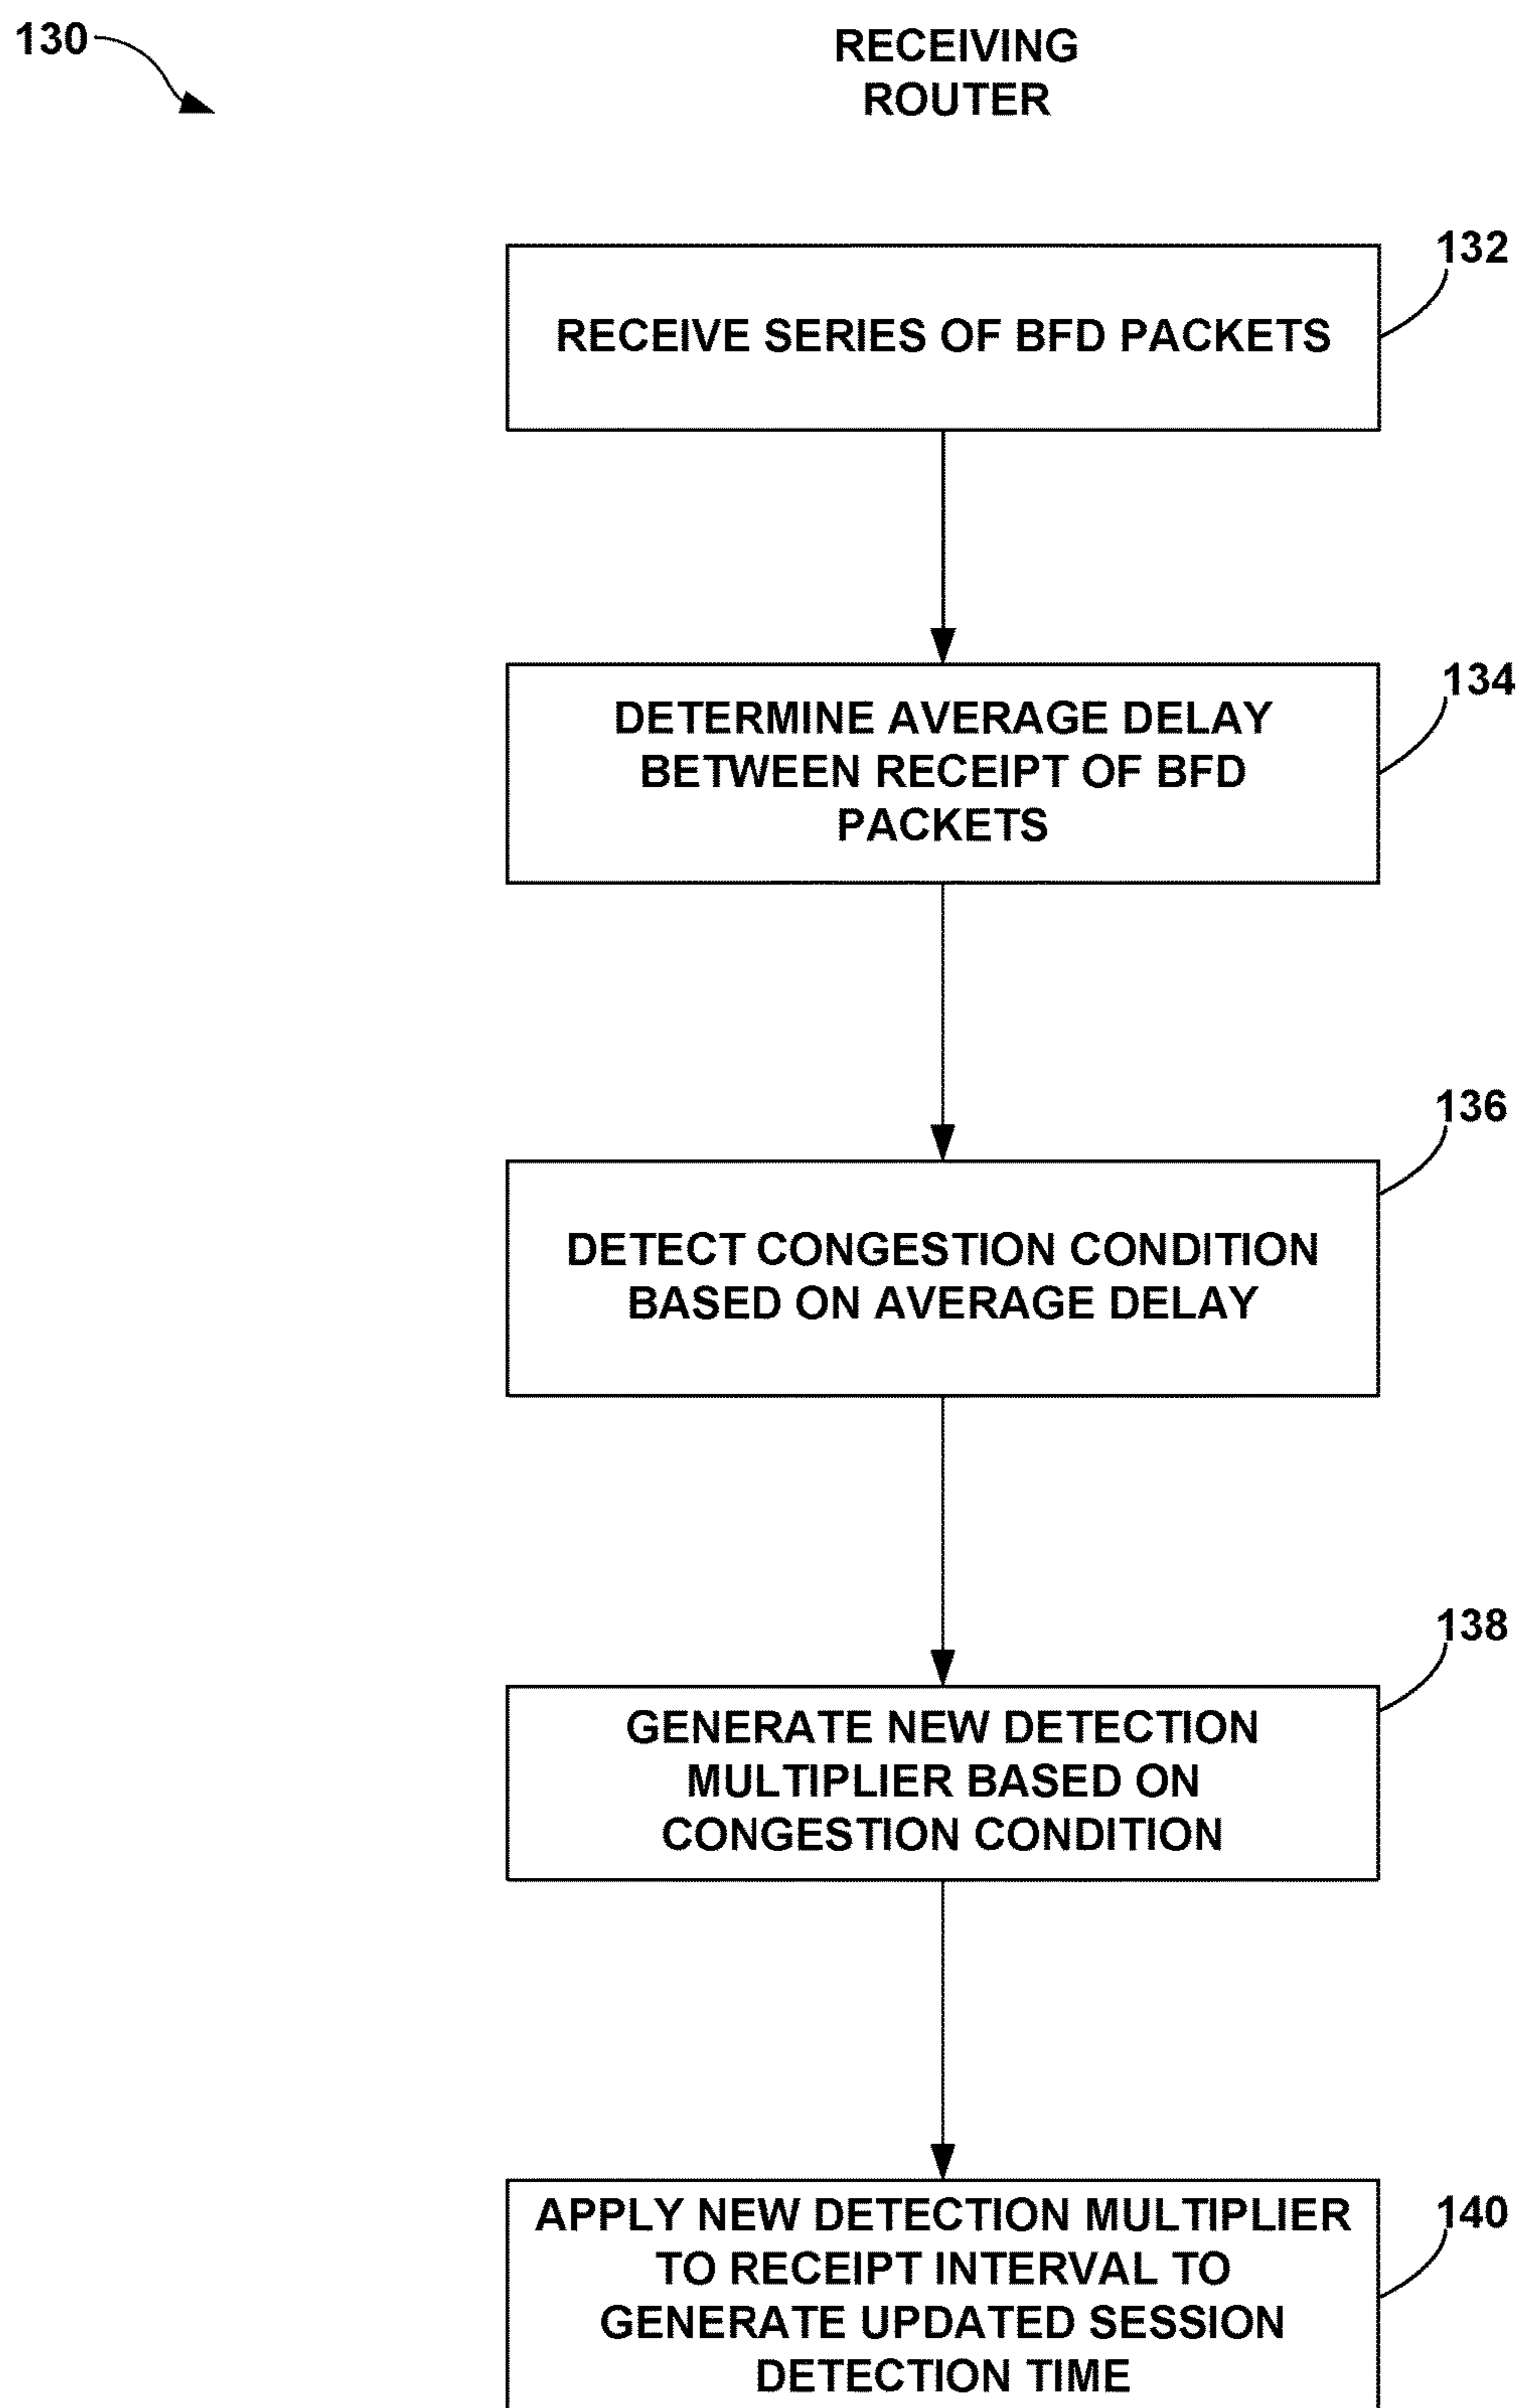 130
RECEIVING
ROUTER
132
RECEIVE SERIES OF BFD PACKETS
134
DETERMINE AVERAGE DELAY
BETWEEN RECEIPT OF BFD
PACKETS
136
DETECT CONGESTION CONDITION
BASED ON AVERAGE DELAY
138
GENERATE NEW DETECTION
MULTIPLIER BASED ON
CONGESTION CONDITION
140
APPLY NEW DETECTION MULTIPLIER
TO RECEIPT INTERVAL TO
GENERATE UPDATED SESSION
DETECTION TIME